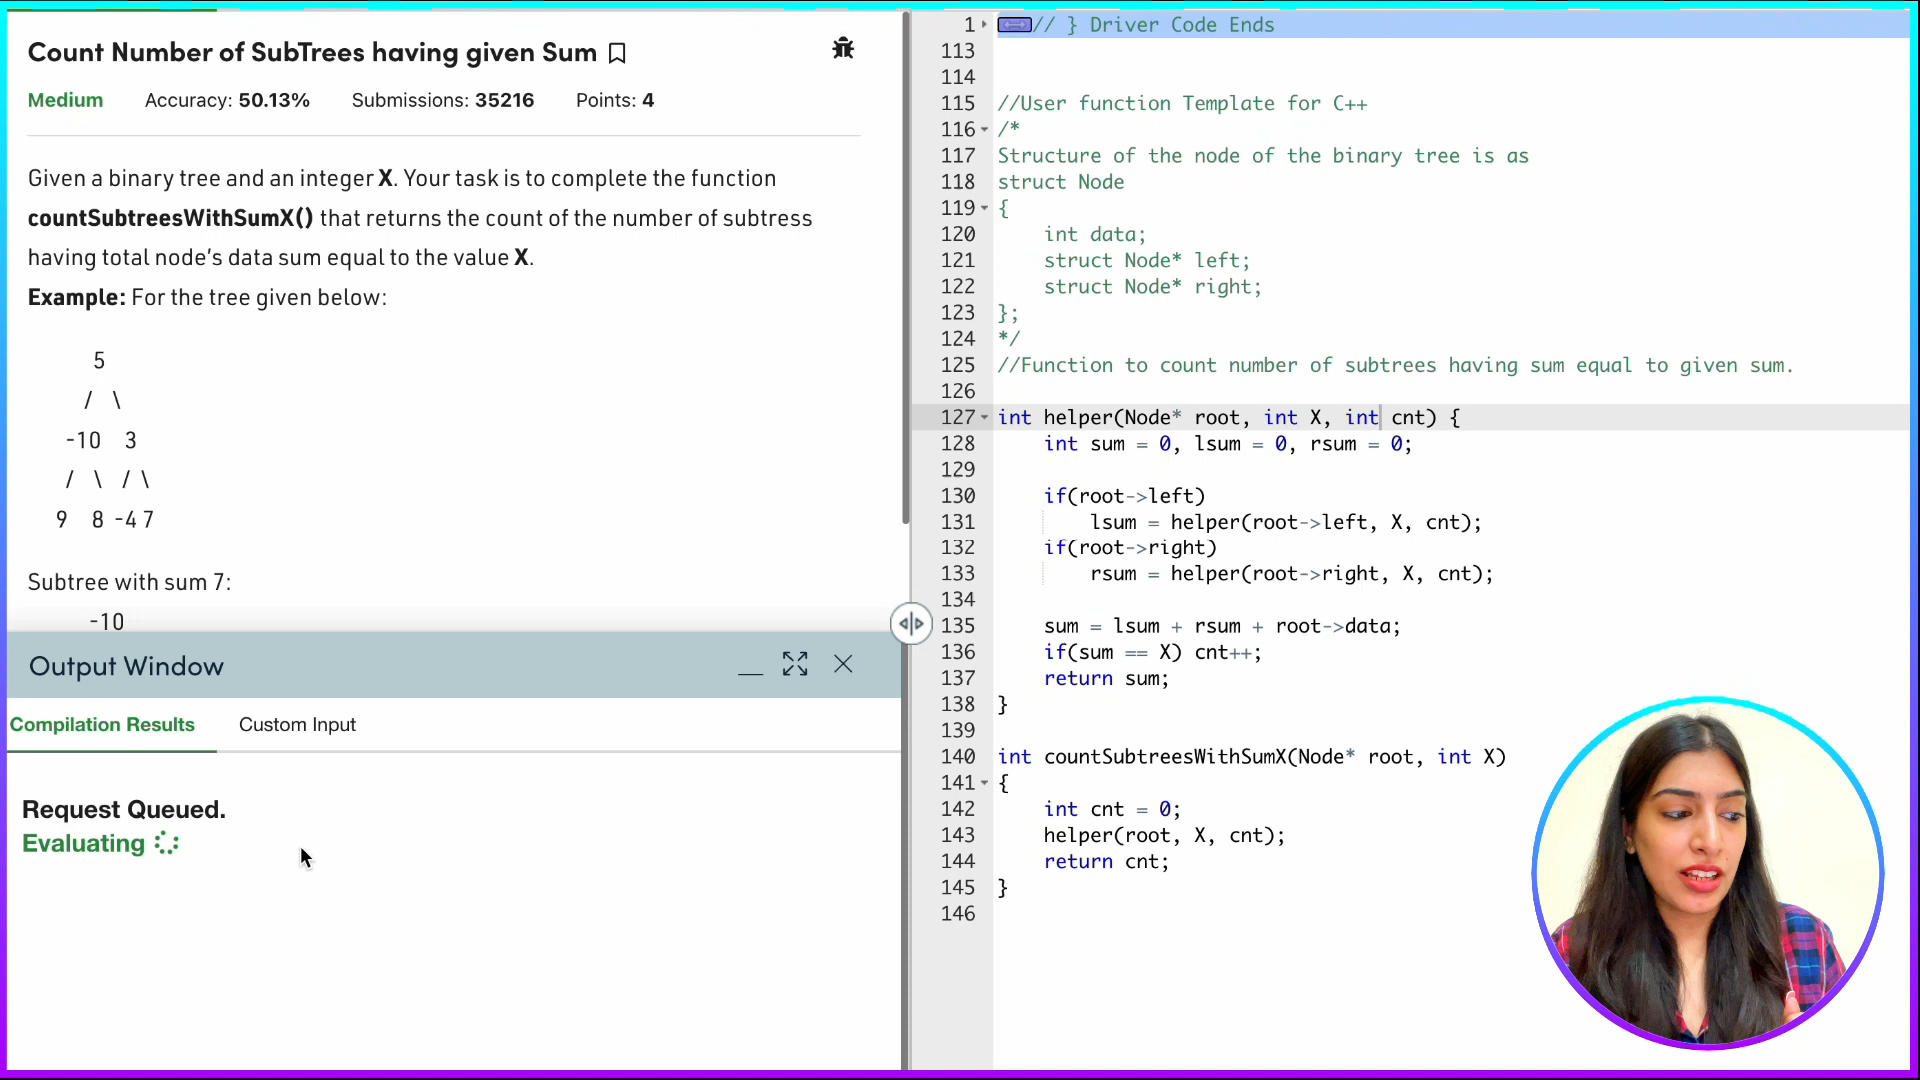 Count Number of SubTrees having given Sum
Medium Accuracy: 50.13% Submissions: 35216 Points: 4
Given a binary tree and an integer X. Your task is to complete the function
countSubtreesWithSumX() that returns the count of the number of subtress
having total node's data sum equal to the value X.
Example: For the tree given below:
5
/ \
-10 3
/ \ / \
9 8 -4 7
Subtree with sum 7:
-10
Output Window
Compilation Results Custom Input
Request Queued.
Evaluating
1 // } Driver Code Ends
113
114
115 //User function Template for C++
116 /*
117 Structure of the node of the binary tree is as
118 struct Node
119 {
120 int data;
121 struct Node* left;
122 struct Node* right;
123 };
124 */
125 //Function to count number of subtrees having sum equal to given sum.
126
127 int helper(Node* root, int X, int cnt) {
128 int sum = 0, lsum = 0, rsum = 0;
129
130 if(root->left)
131 lsum = helper(root->left, X, cnt);
132 if(root->right)
133 rsum = helper(root->right, X, cnt);
134
135 sum = lsum + rsum + root->data;
136 if(sum == X) cnt++;
137 return sum;
138 }
139
140 int countSubtreesWithSumX(Node* root, int X)
141 {
142 int cnt = 0;
143 helper(root, X, cnt);
144 return cnt;
145 }
146